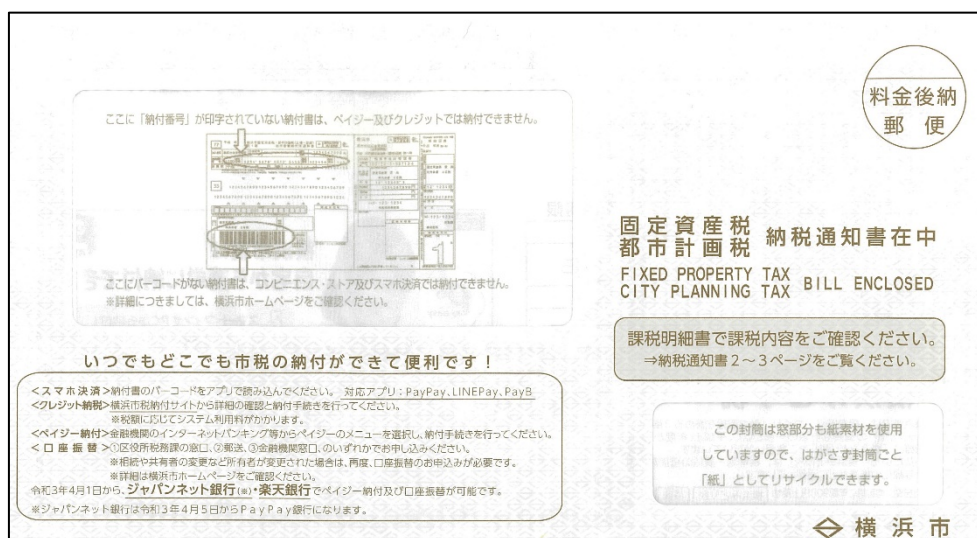 料金後納
郵便
ここに「納付番号」が印字されていない納付書は、ペイジー及びクレジットでは納付できません。
ここにバーコードがない納付書は、コンビニエンス・ストア及びスマホ決済では納付できません。
※詳細につきましては、横浜市ホームページをご確認ください。
固定資産税
都市計画税
納税通知書在中
FIXED PROPERTY TAX
CITY PLANNING TAX
BILL ENCLOSED
課税明細書で課税内容をご確認ください。
⇒納税通知書2～3ページをご覧ください。
いつでもどこでも市税の納付ができて便利です！
<スマホ決済>納付書のバーコードをアプリで読み込んでください。 対応アプリ：PayPay、LINEPay、PayB
<クレジット納税>横浜市税納付サイトから詳細の確認と納付手続きを行ってください。
※税額に応じてシステム利用料がかかります。
<ペイジー納付>金融機関のインターネットバンキング等からペイジーのメニューを選択し、納付手続きを行ってください。
<口座振替>①区役所税務課の窓口、②郵送、③金融機関窓口、のいずれかでお申し込みください。
※相続や共有者の変更など所有者が変更された場合は、再度、口座振替のお申込みが必要です。
※詳細は横浜市ホームページをご確認ください。
令和3年4月1日から、ジャパンネット銀行(※)・楽天銀行でペイジー納付及び口座振替が可能です。
※ジャパンネット銀行は令和3年4月5日からPayPay銀行になります。
この封筒は窓部分も紙素材を使用
していますので、はがさず封筒ごと
「紙」としてリサイクルできます。
横浜市